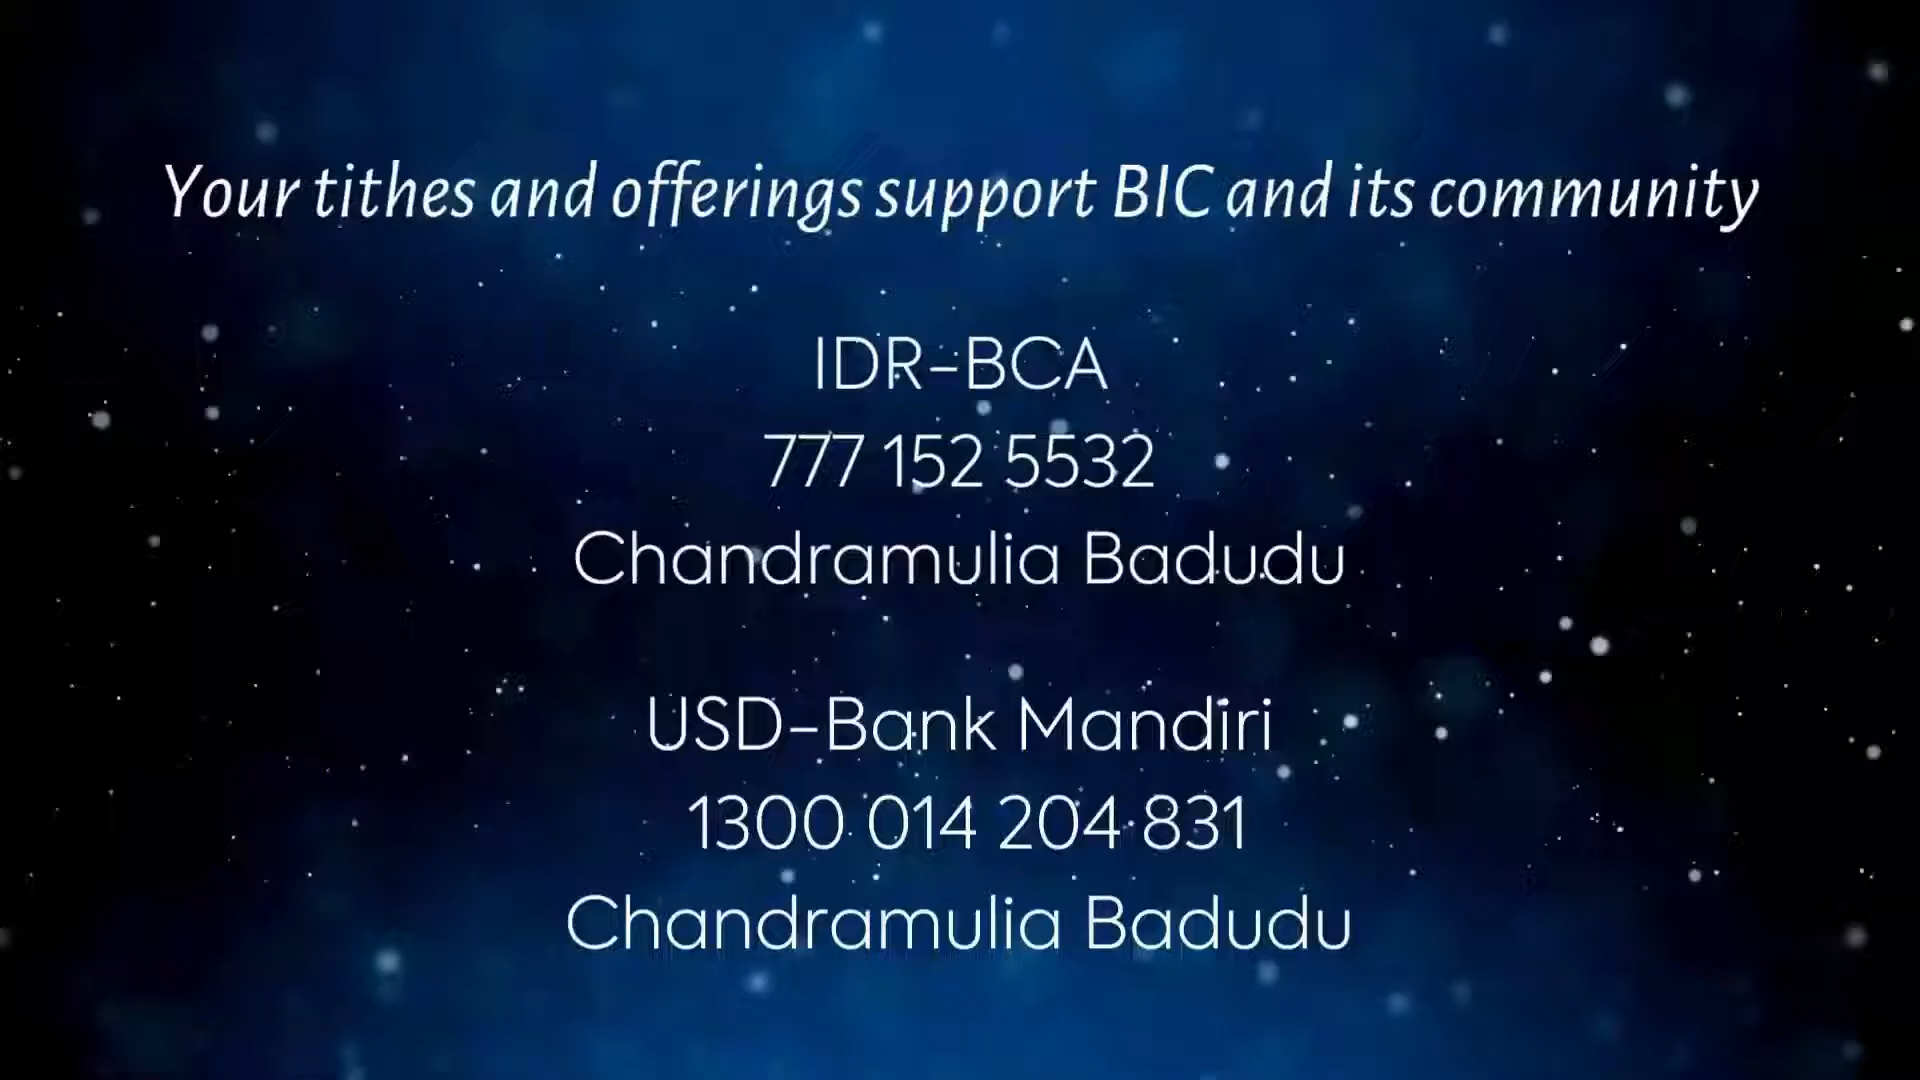 Your tithes and offerings support BIC and its community
IDR-BCA
777 152 5532
Chandramulia Badudu
USD-Bank Mandiri
1300 014 204 831
Chandramulia Badudu